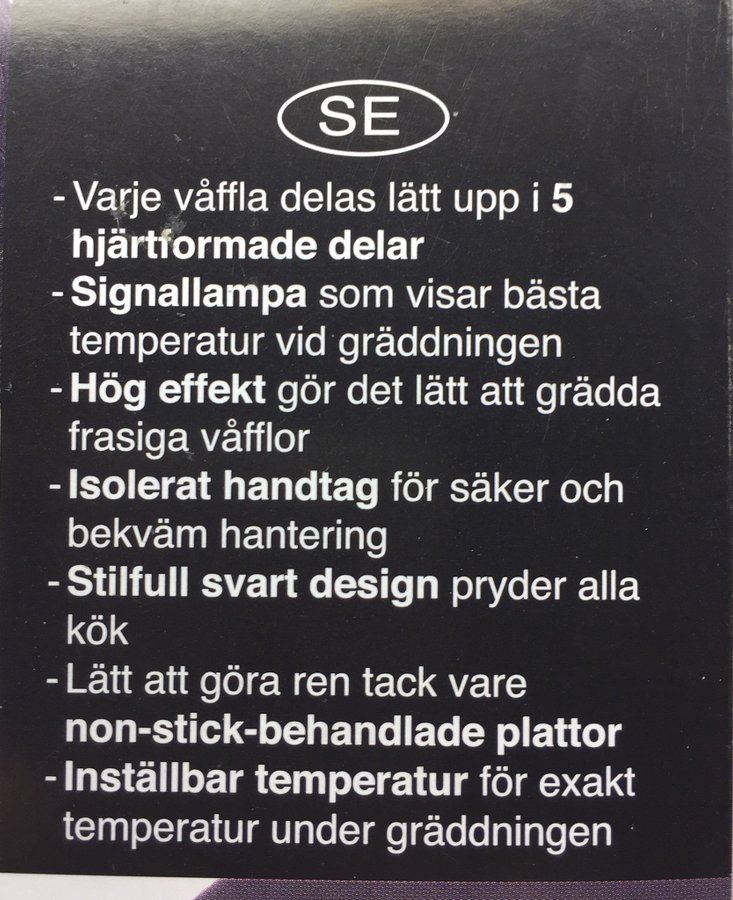 SE
- Varje våffla delas lätt upp i 5
hjärtformade delar
- Signallampa som visar bästa
temperatur vid gräddningen
- Hög effekt gör det lätt att grädda
frasiga våfflor
- Isolerat handtag för säker och
bekväm hantering
- Stilfull svart design pryder alla
kök
- Lätt att göra ren tack vare
non-stick-behandlade plattor
- Inställbar temperatur för exakt
temperatur under gräddningen